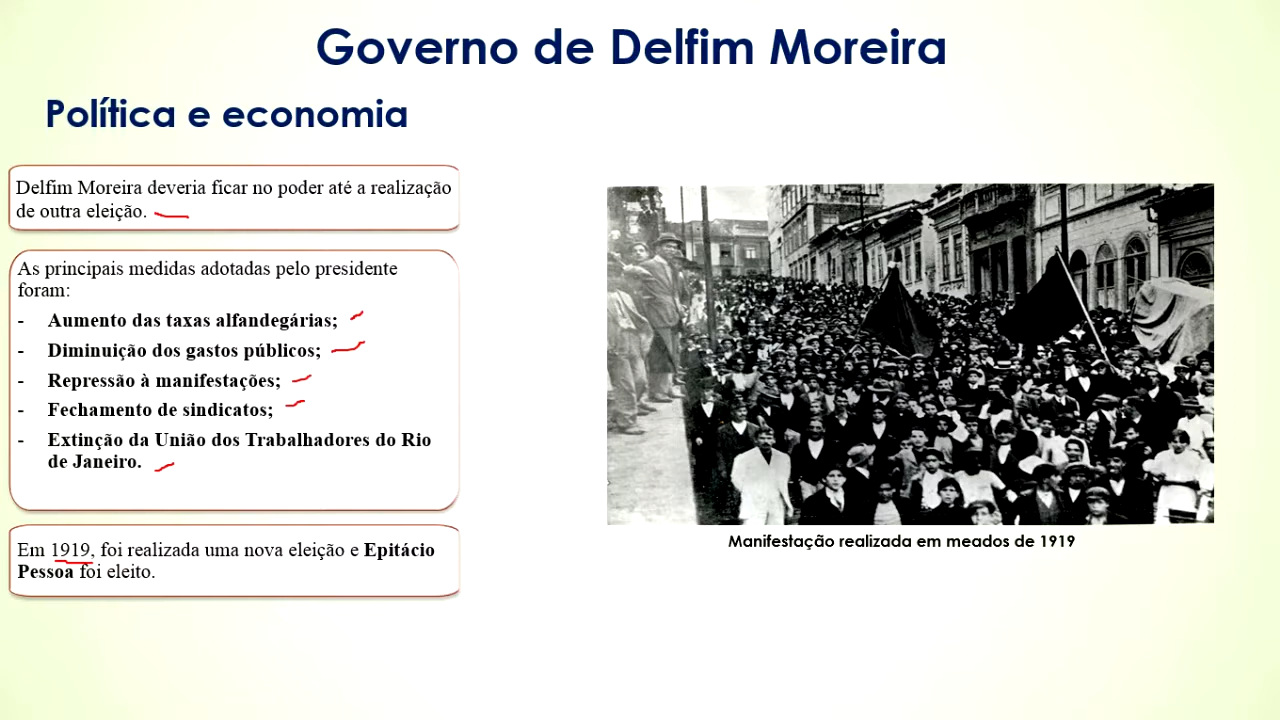 Governo de Delfim Moreira
Política e economia
Delfim Moreira deveria ficar no poder até a realização
de outra eleição.
As principais medidas adotadas pelo presidente
foram:
- Aumento das taxas alfandegárias;
- Diminuição dos gastos públicos;
- Repressão à manifestações;
- Fechamento de sindicatos;
- Extinção da União dos Trabalhadores do Rio
de Janeiro.
Em 1919, foi realizada uma nova eleição e Epitácio
Pessoa foi eleito.
Manifestação realizada em meados de 1919